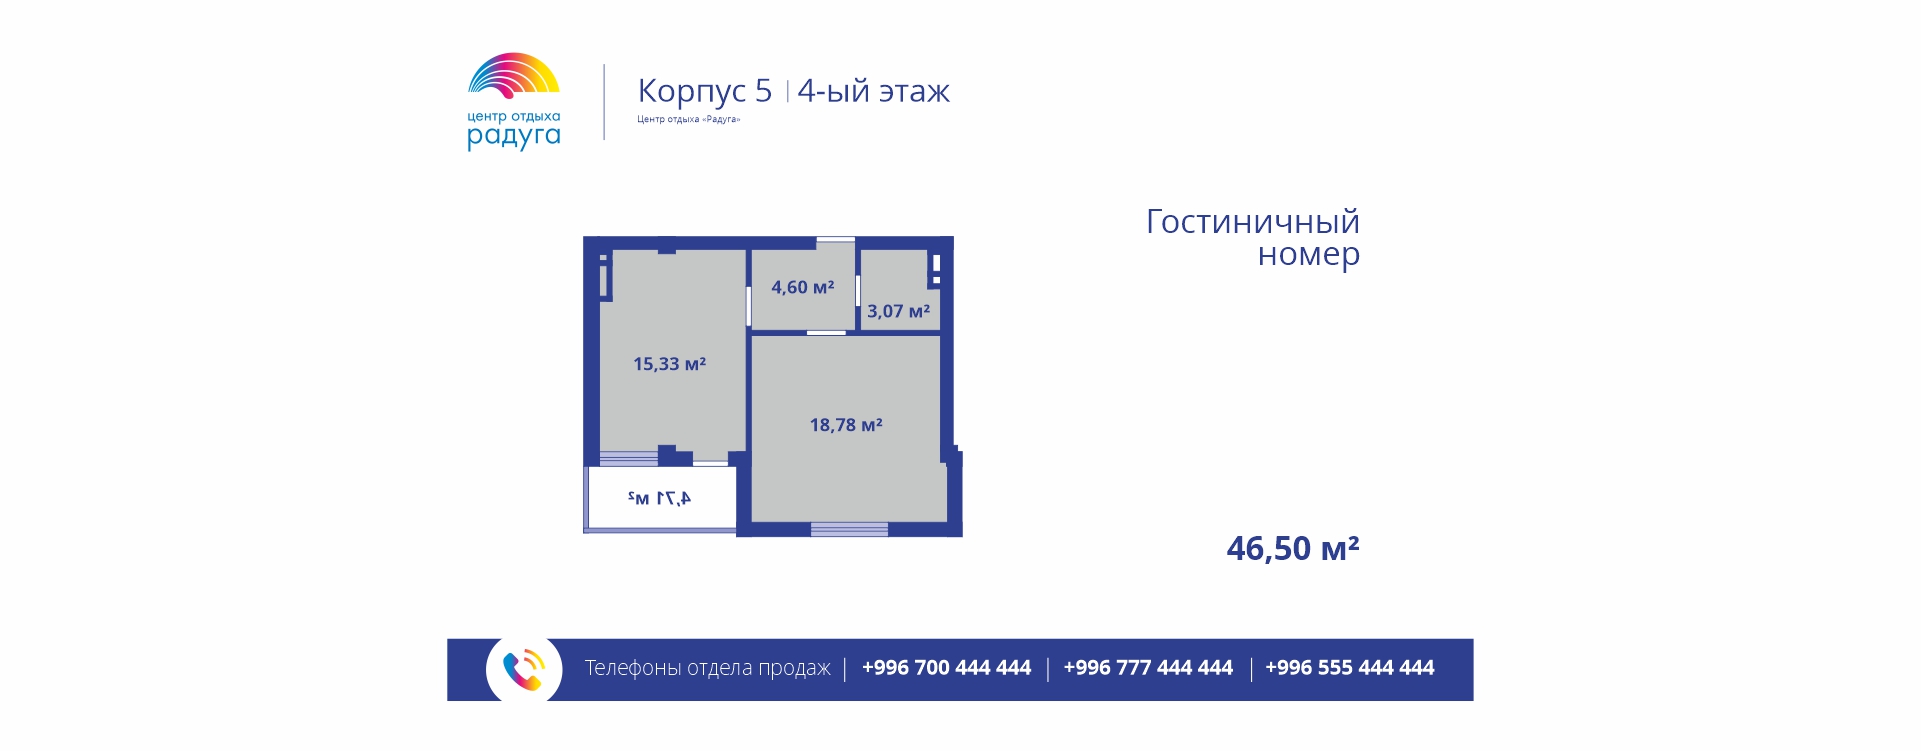 центр отдыха
радуга
Корпус 5 | 4-ый этаж
Центр отдыха «Радуга»
Гостиничный
номер
4,60 м²
3,07 м²
15,33 м²
18,78 м²
4,71 м²
46,50 м²
Телефоны отдела продаж | +996 700 444 444 | +996 777 444 444 | +996 555 444 444